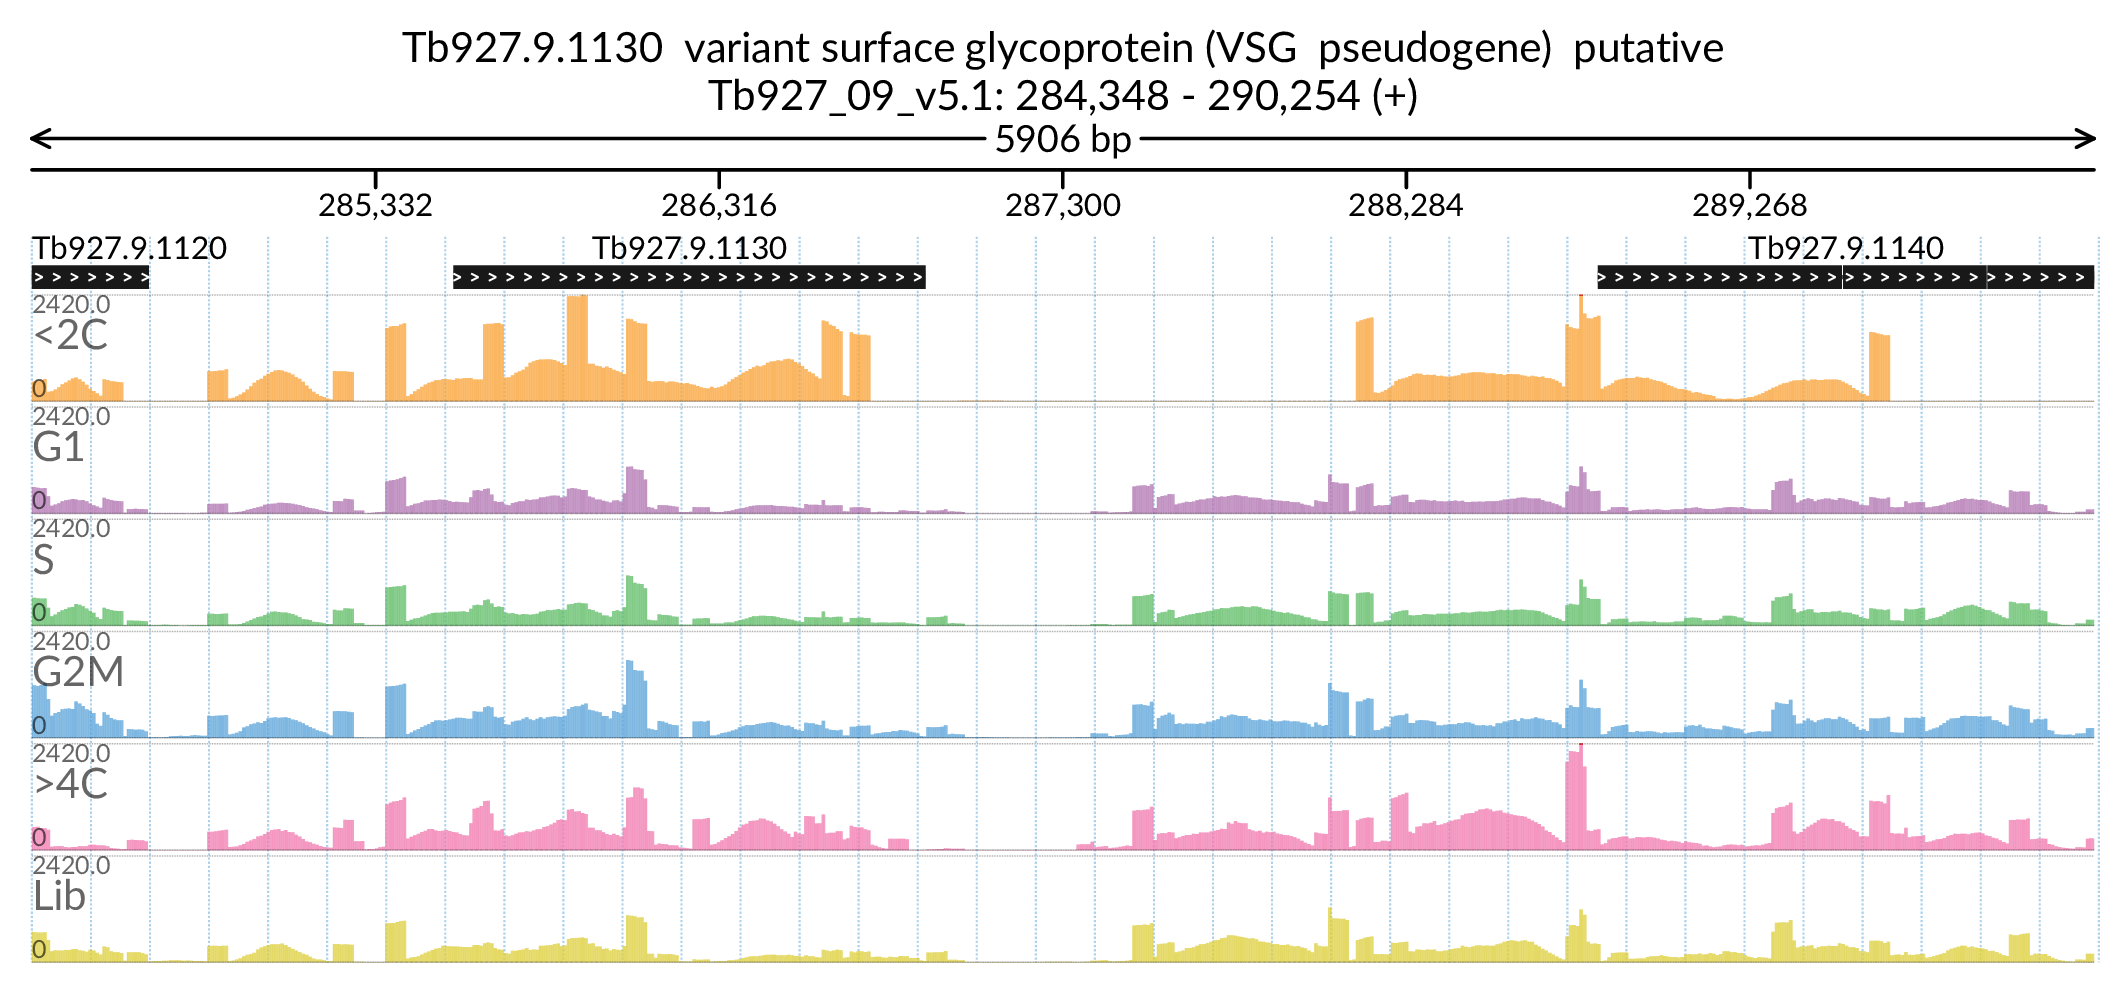 Tb927.9.1130 variant surface glycoprotein (VSG pseudogene) putative
Tb927_09_v5.1: 284,348 - 290,254 (+)
5906 bp
285,332 286,316 287,300 288,284 289,268
Tb927.9.1120 Tb927.9.1130 Tb927.9.1140
2420.0
<2C
0
2420.0
G1
0
2420.0
S
0
2420.0
G2M
0
2420.0
>4C
0
2420.0
Lib
0